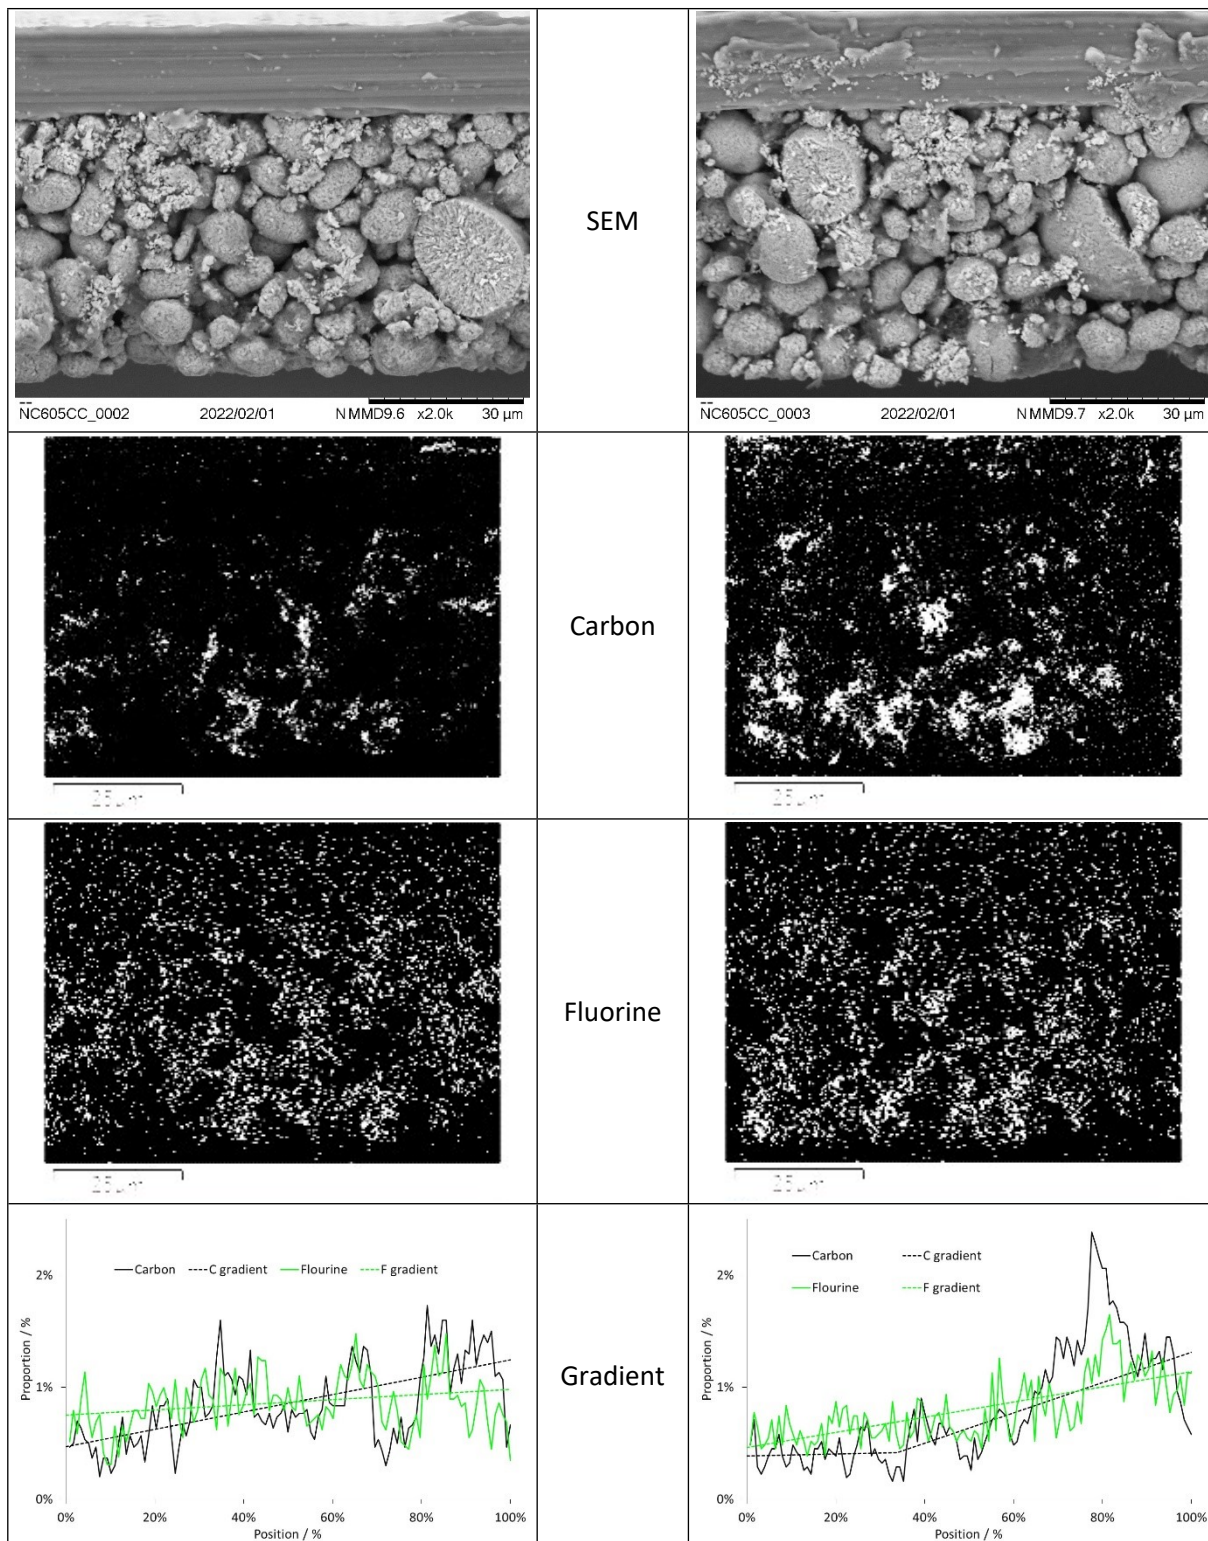 SEM
NC605CC_0002 2022/02/01 N MMD9.6 x2.0k 30 µm
NC605CC_0003 2022/02/01 N MMD9.7 x2.0k 30 µm
Carbon
Fluorine
Gradient
Carbon C gradient Flourine F gradient
2%
1%
0%
Proportion / %
0% 20% 40% 60% 80% 100%
Position / %
Carbon C gradient
Flourine F gradient
2%
1%
0%
Proportion / %
0% 20% 40% 60% 80% 100%
Position / %